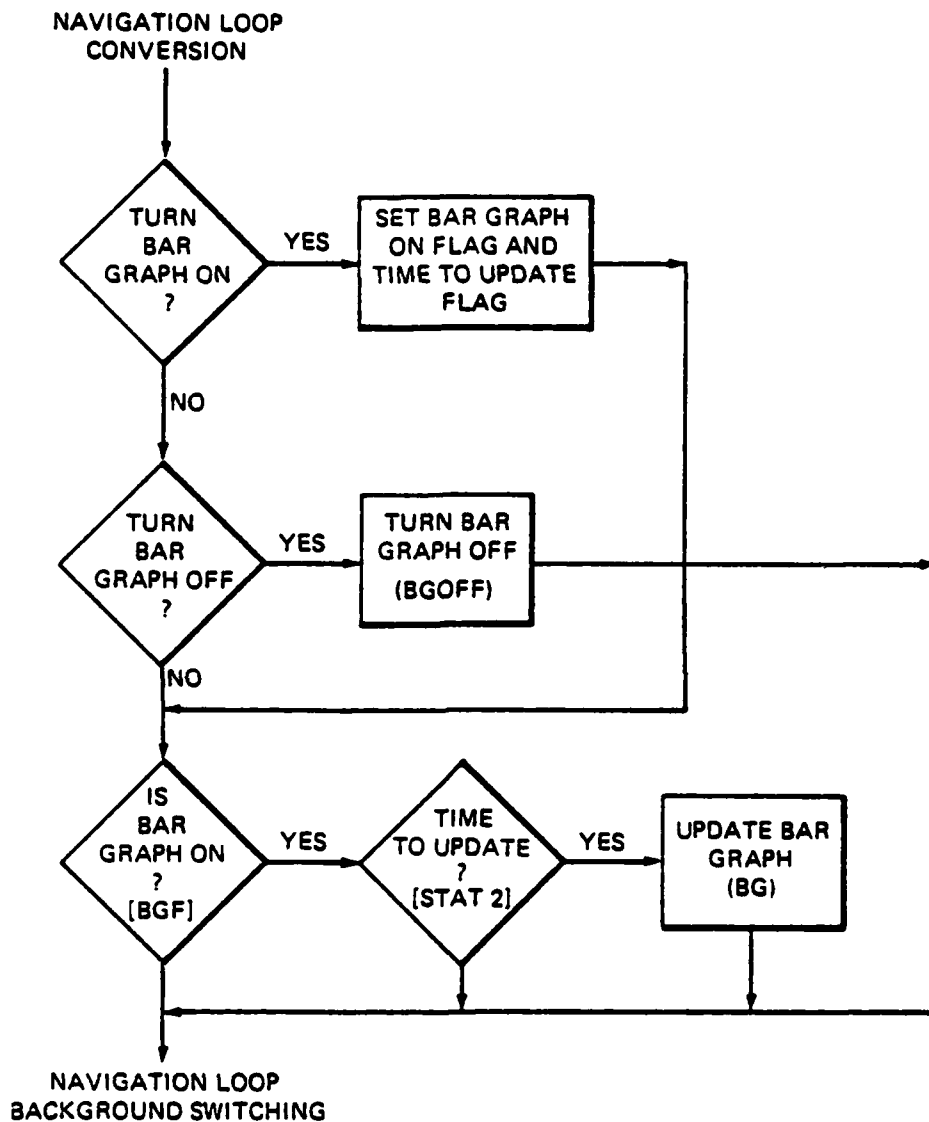 NAVIGATION LOOP
CONVERSION
TURN
BAR
GRAPH ON
?
YES
SET BAR GRAPH
ON FLAG AND
TIME TO UPDATE
FLAG
NO
TURN
BAR
GRAPH OFF
?
YES
TURN BAR
GRAPH OFF
(BGOFF)
NO
IS
BAR
GRAPH ON
?
[BGF]
YES
TIME
TO UPDATE
?
[STAT 2]
YES
UPDATE BAR
GRAPH
(BG)
NAVIGATION LOOP
BACKGROUND SWITCHING